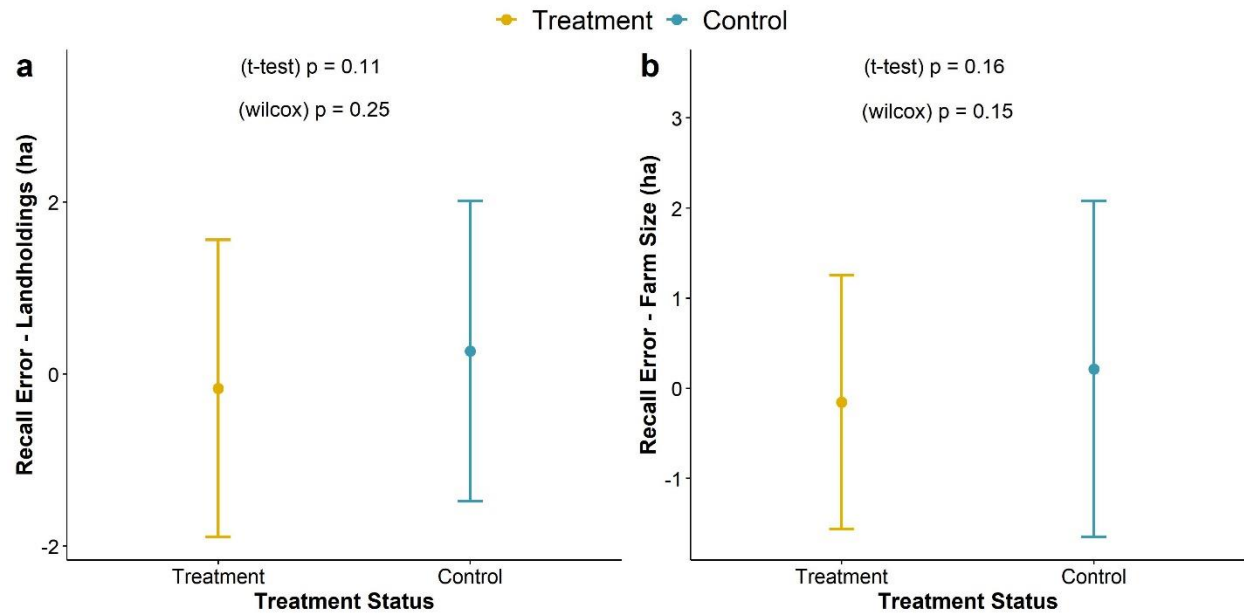 Treatment Control
a
(t-test) p = 0.11
(wilcox) p = 0.25
Recall Error - Landholdings (ha)
2
0
-2
Treatment Control
Treatment Status
b
(t-test) p = 0.16
(wilcox) p = 0.15
Recall Error - Farm Size (ha)
3
2
1
0
-1
Treatment Control
Treatment Status